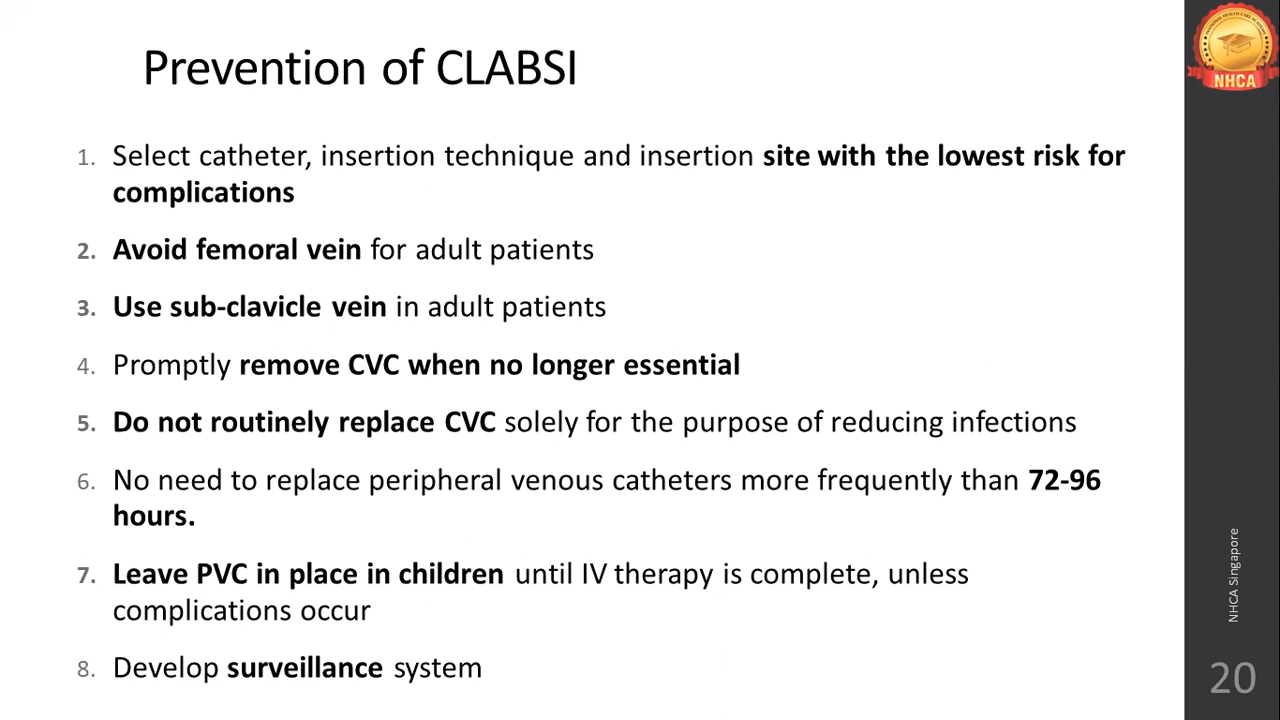 Prevention of CLABSI
1. Select catheter, insertion technique and insertion site with the lowest risk for
complications
2. Avoid femoral vein for adult patients
3. Use sub-clavicle vein in adult patients
4. Promptly remove CVC when no longer essential
5. Do not routinely replace CVC solely for the purpose of reducing infections
6. No need to replace peripheral venous catheters more frequently than 72-96
hours.
7. Leave PVC in place in children until IV therapy is complete, unless
complications occur
8. Develop surveillance system
NHCA
NHCA Singapore
20